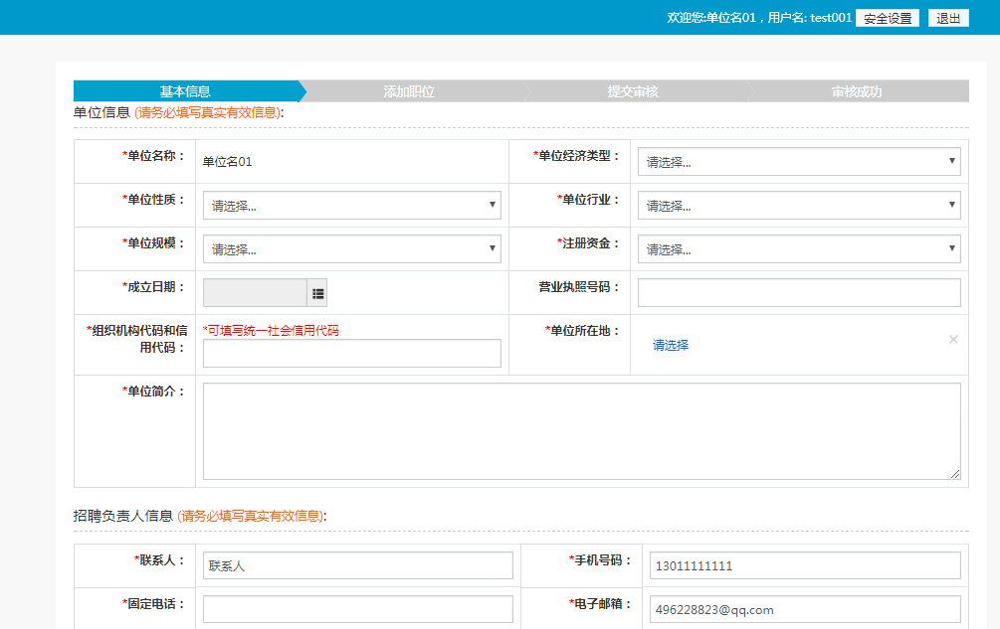 欢迎您:单位名01，用户名: test001 安全设置 退出
基本信息 添加职位 提交审核 审核成功
单位信息 (请务必填写真实有效信息):
*单位名称： 单位名01 *单位经济类型： 请选择...
*单位性质： 请选择... *单位行业： 请选择...
*单位规模： 请选择... *注册资金： 请选择...
*成立日期： 营业执照号码：
*组织机构代码和信用代码： *可填写统一社会信用代码 *单位所在地： 请选择
*单位简介：
招聘负责人信息 (请务必填写真实有效信息):
*联系人： 联系人 *手机号码： 13011111111
*固定电话： *电子邮箱： 496228823@qq.com